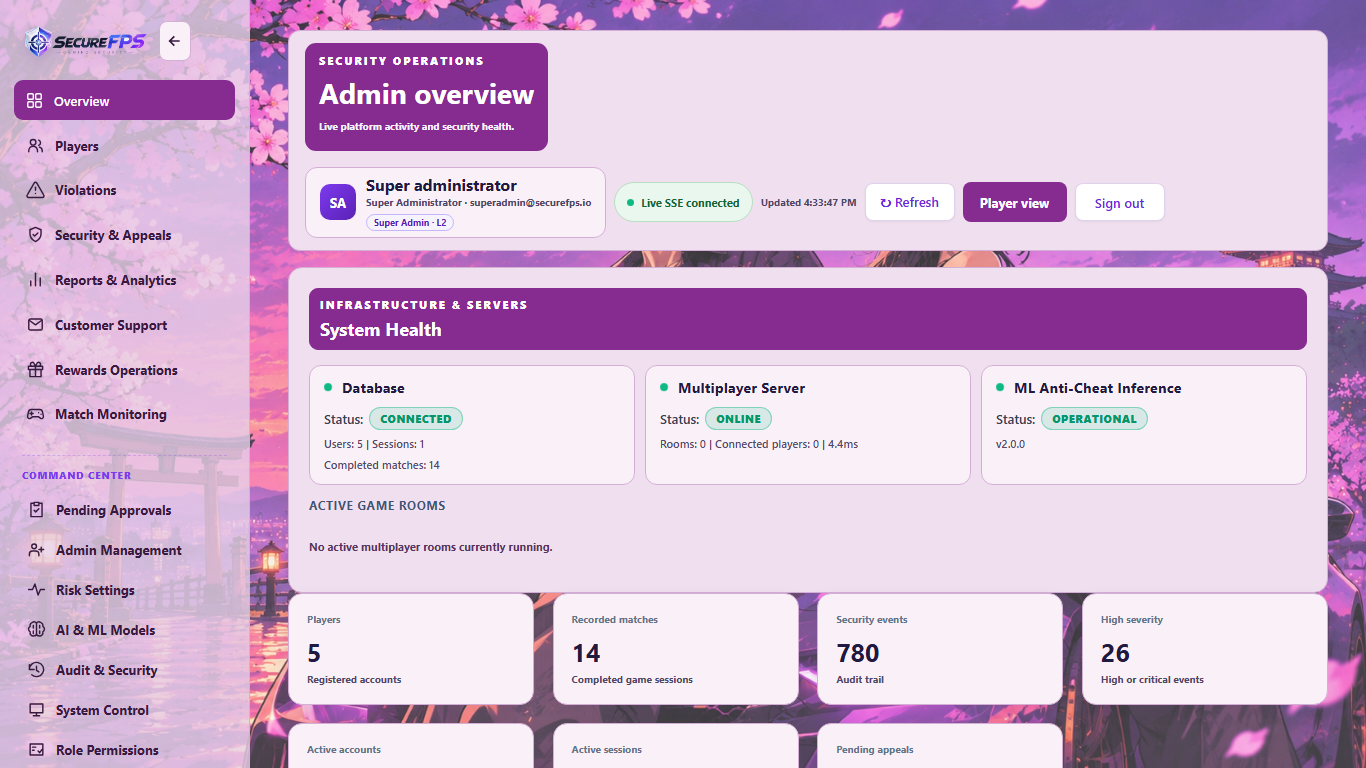 SECUREFPS
Overview
Players
Violations
Security & Appeals
Reports & Analytics
Customer Support
Rewards Operations
Match Monitoring
COMMAND CENTER
Pending Approvals
Admin Management
Risk Settings
AI & ML Models
Audit & Security
System Control
Role Permissions
SECURITY OPERATIONS
Admin overview
Live platform activity and security health.
SA
Super administrator
Super Administrator · superadmin@securefps.io
Super Admin · L2
Live SSE connected
Updated 4:33:47 PM
↻ Refresh
Player view
Sign out
INFRASTRUCTURE & SERVERS
System Health
Database
Status: CONNECTED
Users: 5 | Sessions: 1
Completed matches: 14
Multiplayer Server
Status: ONLINE
Rooms: 0 | Connected players: 0 | 4.4ms
ML Anti-Cheat Inference
Status: OPERATIONAL
v2.0.0
ACTIVE GAME ROOMS
No active multiplayer rooms currently running.
Players
5
Registered accounts
Recorded matches
14
Completed game sessions
Security events
780
Audit trail
High severity
26
High or critical events
Active accounts
Active sessions
Pending appeals